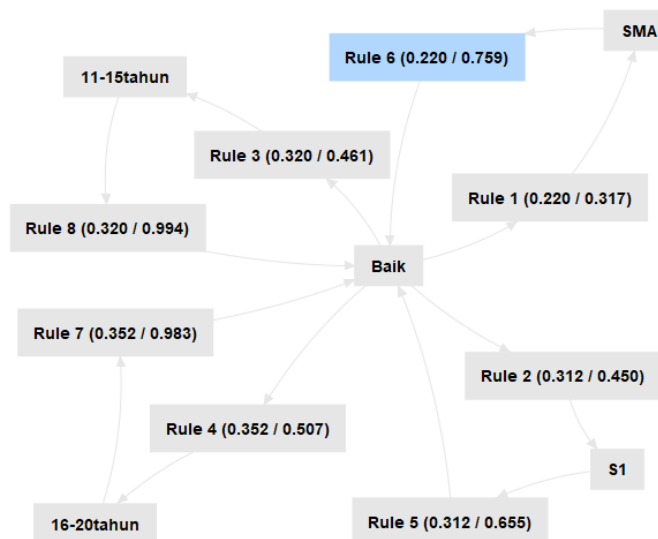 SMA
Rule 6 (0.220 / 0.759)
11-15tahun
Rule 3 (0.320 / 0.461)
Rule 1 (0.220 / 0.317)
Rule 8 (0.320 / 0.994)
Baik
Rule 7 (0.352 / 0.983)
Rule 2 (0.312 / 0.450)
Rule 4 (0.352 / 0.507)
S1
16-20tahun
Rule 5 (0.312 / 0.655)